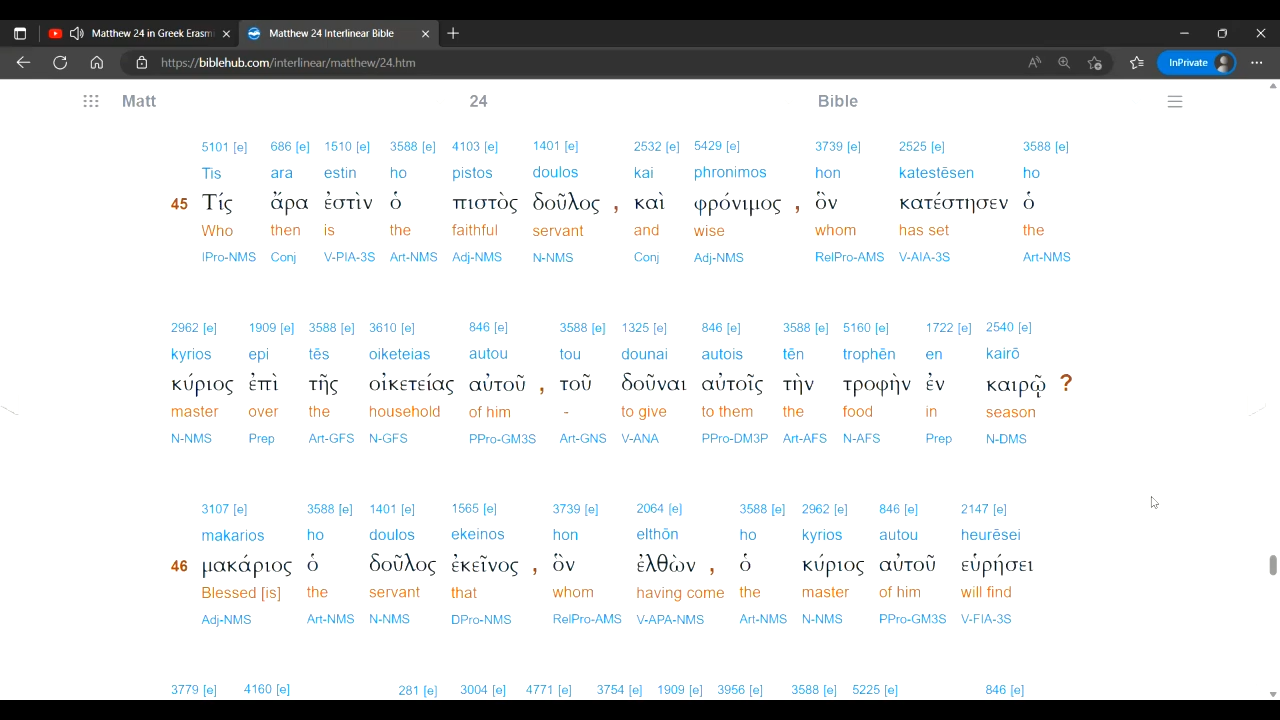 Matthew 24 in Greek Erasm
Matthew 24 Interlinear Bible
https://biblehub.com/interlinear/matthew/24.htm
InPrivate
Matt 24 Bible
5101 [e] 686 [e] 1510 [e] 3588 [e] 4103 [e] 1401 [e] 2532 [e] 5429 [e] 3739 [e] 2525 [e] 3588 [e]
Tis ara estin ho pistos doulos kai phronimos hon katestēsen ho
45 Τίς ἄρα ἐστὶν ὁ πιστὸς δοῦλος , καὶ φρόνιμος , ὃν κατέστησεν ὁ
Who then is the faithful servant and wise whom has set the
IPro-NMS Conj V-PIA-3S Art-NMS Adj-NMS N-NMS Conj Adj-NMS RelPro-AMS V-AIA-3S Art-NMS
2962 [e] 1909 [e] 3588 [e] 3610 [e] 846 [e] 3588 [e] 1325 [e] 846 [e] 3588 [e] 5160 [e] 1722 [e] 2540 [e]
kyrios epi tēs oiketeias autou tou dounai autois tēn trophēn en kairō
κύριος ἐπὶ τῆς οἰκετείας αὐτοῦ , τοῦ δοῦναι αὐτοῖς τὴν τροφὴν ἐν καιρῷ ?
master over the household of him - to give to them the food in season
N-NMS Prep Art-GFS N-GFS PPro-GM3S Art-GNS V-ANA PPro-DM3P Art-AFS N-AFS Prep N-DMS
3107 [e] 3588 [e] 1401 [e] 1565 [e] 3739 [e] 2064 [e] 3588 [e] 2962 [e] 846 [e] 2147 [e]
makarios ho doulos ekeinos hon elthōn ho kyrios autou heurēsei
46 μακάριος ὁ δοῦλος ἐκεῖνος , ὃν ἐλθὼν , ὁ κύριος αὐτοῦ εὑρήσει
Blessed [is] the servant that whom having come the master of him will find
Adj-NMS Art-NMS N-NMS DPro-NMS RelPro-AMS V-APA-NMS Art-NMS N-NMS PPro-GM3S V-FIA-3S
3779 [e] 4160 [e] 281 [e] 3004 [e] 4771 [e] 3754 [e] 1909 [e] 3956 [e] 3588 [e] 5225 [e] 846 [e]